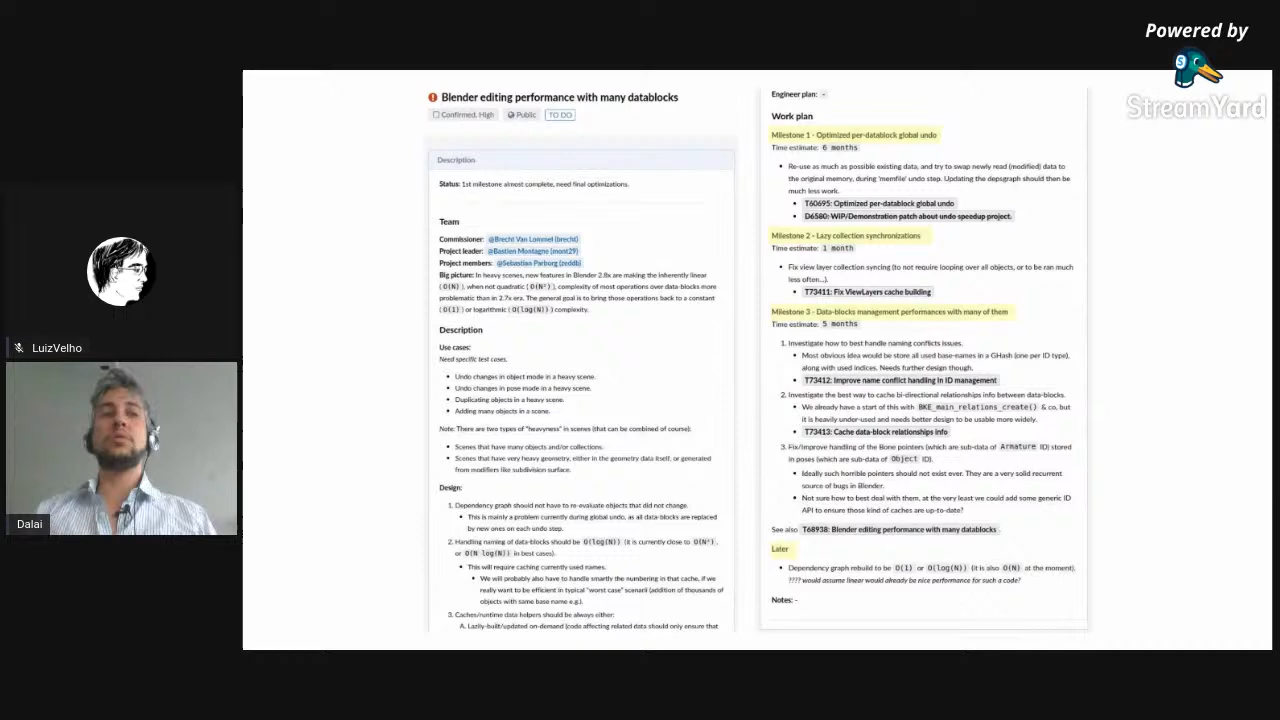 Powered by
StreamYard
LuizVelho
Dalai
Blender editing performance with many datablocks
Confirmed, High Public TO DO
Description
Status: 1st milestone almost complete, need final optimizations.
Team
Commissioner: @Brecht Van Lommel (brecht)
Project leader: @Bastien Montagne (mont29)
Project members: @Sebastian Parborg (zeddb)
Big picture: In heavy scenes, new features in Blender 2.8x are making the inherently linear
(O(N), when not quadratic (O(N²), complexity of most operations over data-blocks more
problematic than in 2.7x era. The general goal is to bring those operations back to a constant
(O(1) or logarithmic (O(log(N)) complexity.
Description
Use cases:
Need specific test cases.
• Undo changes in object mode in a heavy scene.
• Undo changes in pose mode in a heavy scene.
• Duplicating objects in a heavy scene.
• Adding many objects in a scene.
Note: There are two types of "heavyness" in scenes (that can be combined of course):
• Scenes that have many objects and/or collections.
• Scenes that have very heavy geometry, either in the geometry data itself, or generated
from modifiers like subdivision surface.
Design:
1. Dependency graph should not have to re-evaluate objects that did not change.
• This is mainly a problem currently during global undo, as all data-blocks are replaced
by new ones on each undo step.
2. Handling naming of data-blocks should be O(log(N)) (it is currently close to O(N²),
or O(N log(N)) in best cases).
• This will require caching currently used names.
• We will probably also have to handle smartly the numbering in that cache, if we
really want to be efficient in typical "worst case" scenarii (addition of thousands of
objects with same base name e.g.).
3. Caches/runtime data helpers should be always either:
A. Lazily-built/updated on-demand (code affecting related data should only ensure that
Engineer plan: -
Work plan
Milestone 1 - Optimized per-datablock global undo
Time estimate: 6 months
• Re-use as much as possible existing data, and try to swap newly read (modified) data to
the original memory, during 'memfile' undo step. Updating the depsgraph should then be
much less work.
• T60695: Optimized per-datablock global undo
• D6580: WIP/Demonstration patch about undo speedup project.
Milestone 2 - Lazy collection synchronizations
Time estimate: 1 month
• Fix view layer collection syncing (to not require looping over all objects, or to be ran much
less often...).
• T73411: Fix ViewLayers cache building
Milestone 3 - Data-blocks management performances with many of them
Time estimate: 5 months
1. Investigate how to best handle naming conflicts issues.
• Most obvious idea would be store all used base-names in a GHash (one per ID type),
along with used indices. Needs further design though.
• T73412: Improve name conflict handling in ID management
2. Investigate the best way to cache bi-directional relationships info between data-blocks.
• We already have a start of this with BKE_main_relations_create() & co, but
it is heavily under-used and needs better design to be usable more widely.
• T73413: Cache data-block relationships info
3. Fix/Improve handling of the Bone pointers (which are sub-data of Armature ID) stored
in poses (which are sub-data of Object ID).
• Ideally such horrible pointers should not exist ever. They are a very solid recurrent
source of bugs in Blender.
• Not sure how to best deal with them, at the very least we could add some generic ID
API to ensure those kind of caches are up-to-date?
See also T68938: Blender editing performance with many datablocks
Later
• Dependency graph rebuild to be O(1) or O(log(N)) (it is also O(N) at the moment).
???? would assume linear would already be nice performance for such a code?
Notes: -